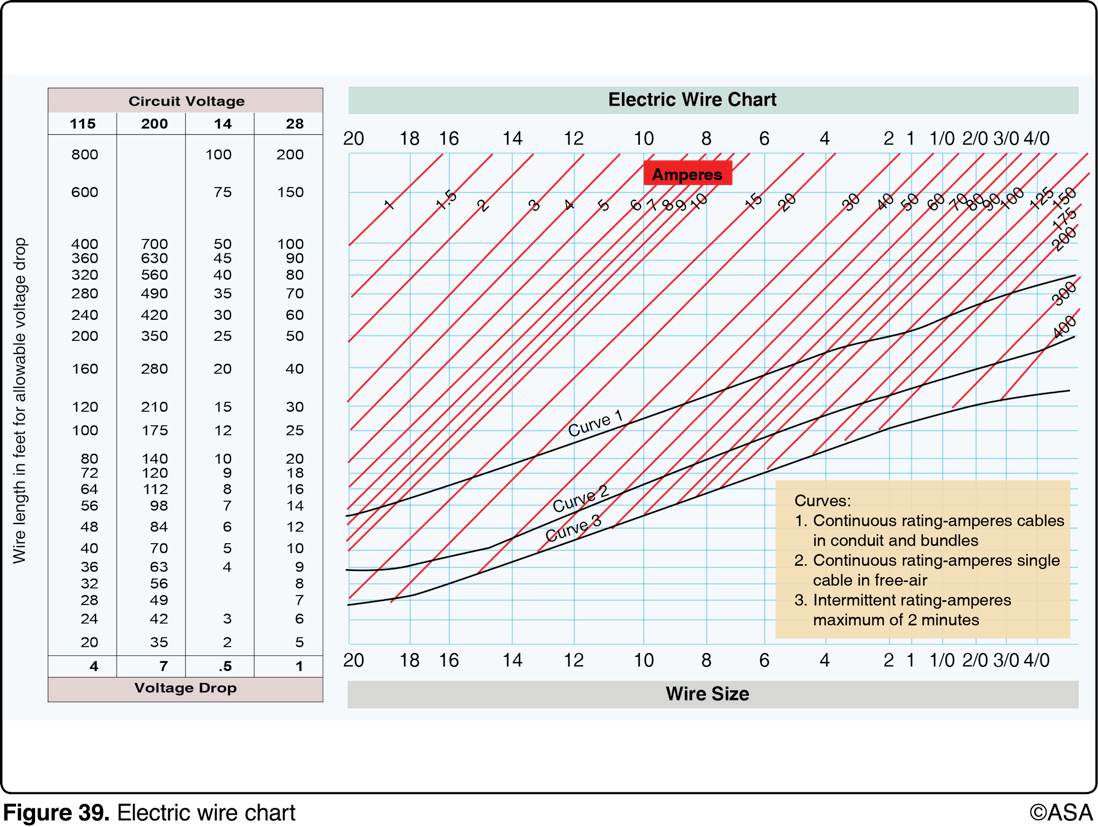 Circuit Voltage
115 200 14 28
800 100 200
600 75 150
400 700 50 100
360 630 45 90
320 560 40 80
280 490 35 70
240 420 30 60
200 350 25 50
160 280 20 40
120 210 15 30
100 175 12 25
80 140 10 20
72 120 9 18
64 112 8 16
56 98 7 14
48 84 6 12
40 70 5 10
36 63 4 9
32 56 8
28 49 7
24 42 3 6
20 35 2 5
4 7 .5 1
Voltage Drop
Wire length in feet for allowable voltage drop
Electric Wire Chart
20 18 16 14 12 10 8 6 4 2 1 1/0 2/0 3/0 4/0
Amperes
1 1.5 2 3 4 5 6 7 8 9 10 15 20 30 40 50 60 70 80 90 100 125 150
175
200
300
400
Curve 1
Curve 2
Curve 3
Curves:
1. Continuous rating-amperes cables
in conduit and bundles
2. Continuous rating-amperes single
cable in free-air
3. Intermittent rating-amperes
maximum of 2 minutes
20 18 16 14 12 10 8 6 4 2 1 1/0 2/0 3/0 4/0
Wire Size
Figure 39. Electric wire chart
©ASA